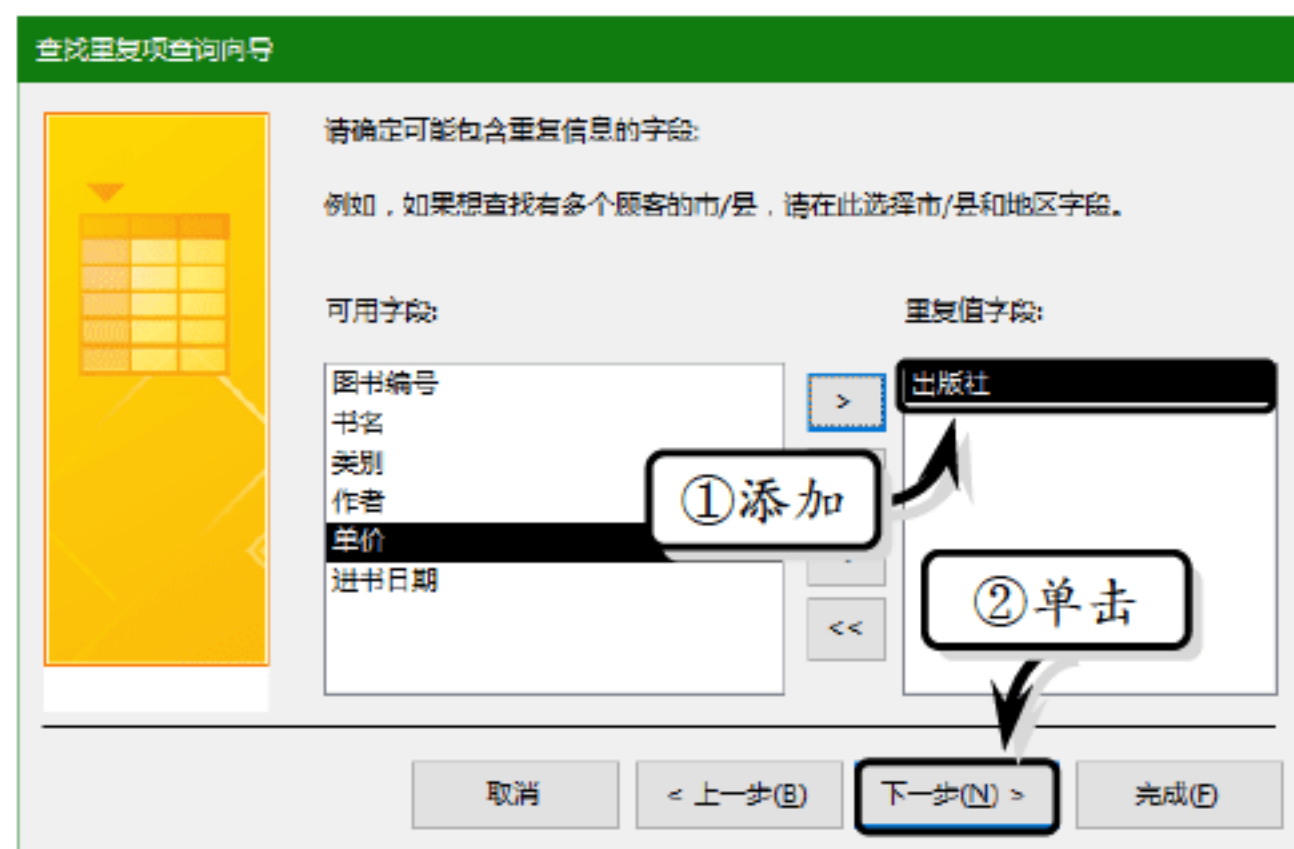 查找重复项查询向导
请确定可能包含重复信息的字段:
例如，如果想查找有多个顾客的市/县，请在此选择市/县和地区字段。
可用字段:
重复值字段:
图书编号
书名
类别
作者
单价
进书日期
>
<<
出版社
①添加
②单击
取消
< 上一步(B)
下一步(N) >
完成(F)